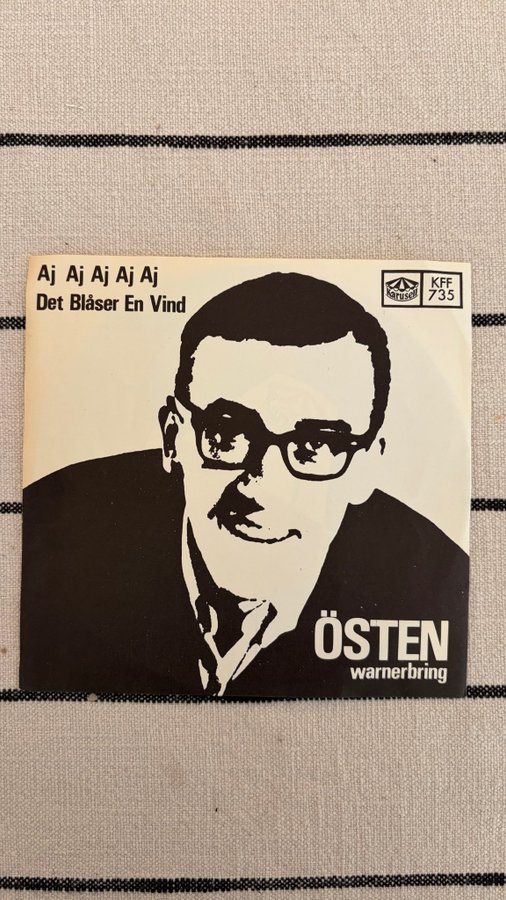 Aj Aj Aj Aj Aj
Det Blåser En Vind
Karusell
KFF
735
ÖSTEN
warnerbring